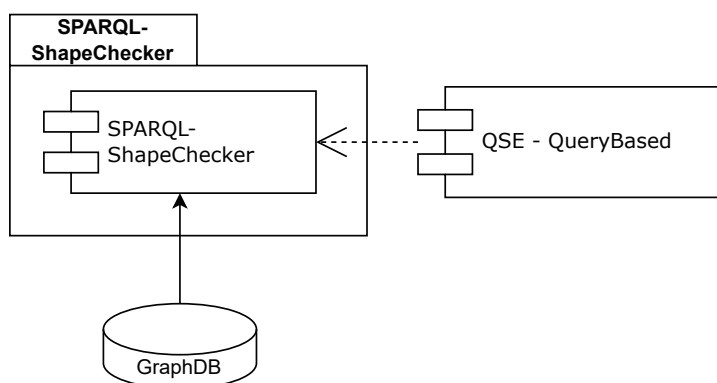 SPARQL-
ShapeChecker
SPARQL-
ShapeChecker
QSE - QueryBased
GraphDB